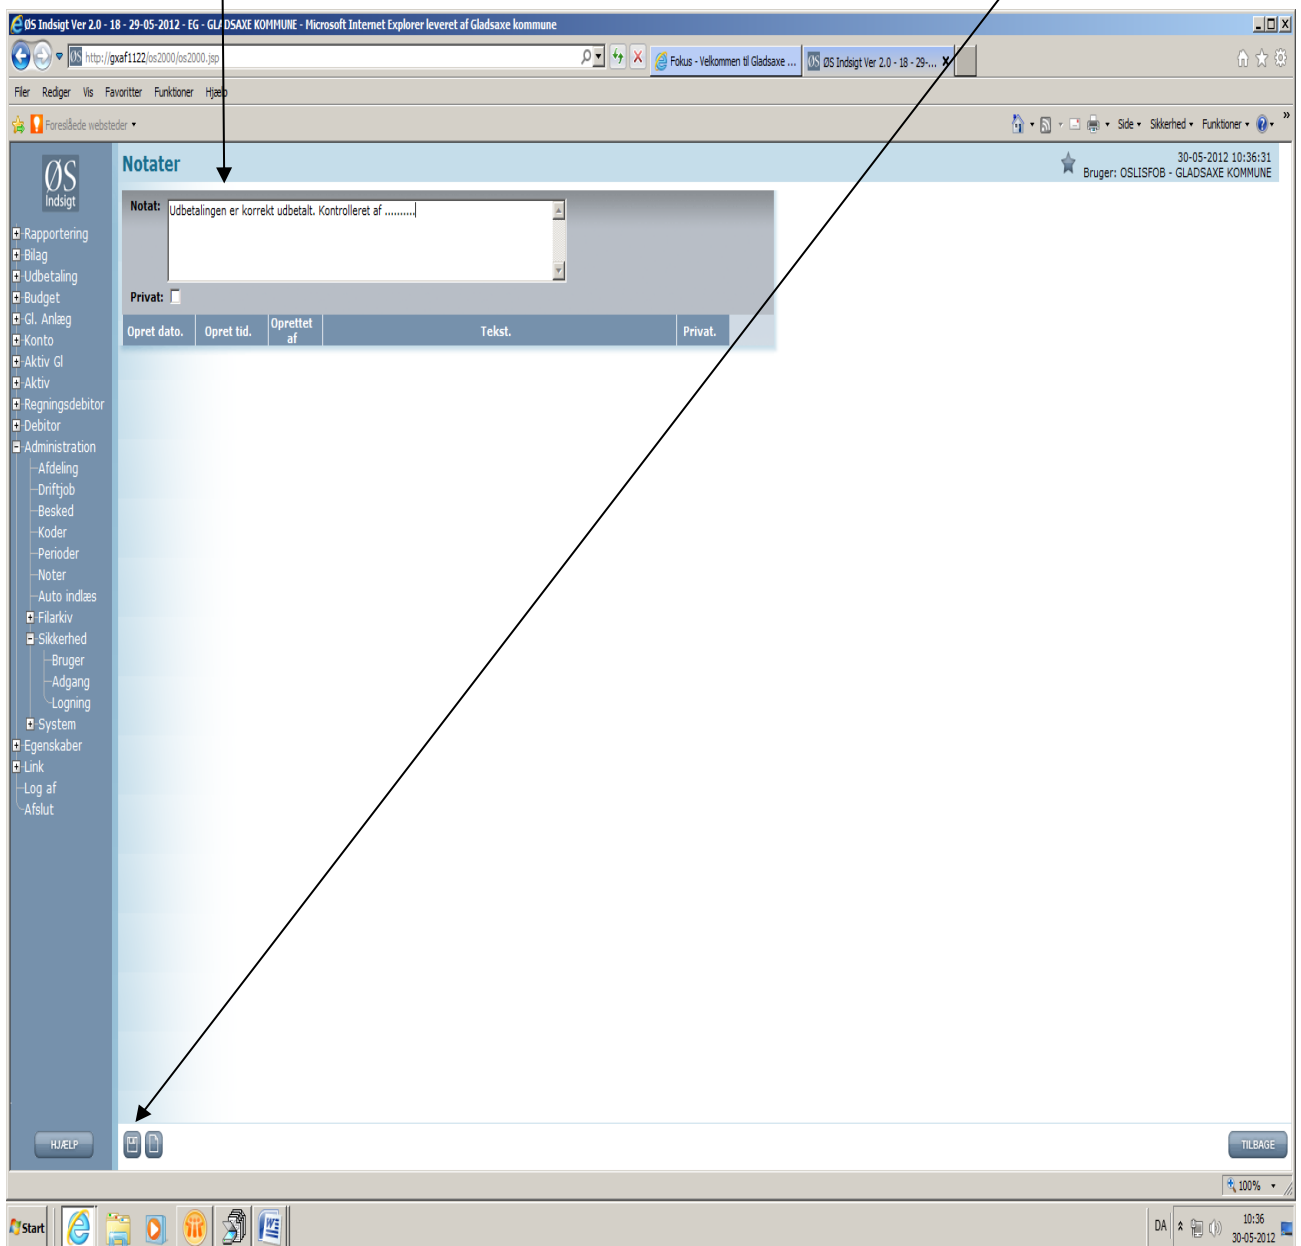 ØS Indsigt Ver 2.0 - 18 - 29-05-2012 - EG - GLADSAXE KOMMUNE - Microsoft Internet Explorer leveret af Gladsaxe kommune
http://gxaf1122/os2000/os2000.jsp
Fokus - Velkommen til Gladsaxe ...
ØS ØS Indsigt Ver 2.0 - 18 - 29-... X
Filer Rediger Vis Favoritter Funktioner Hjælp
Foreslåede websteder
Side Sikkerhed Funktioner »
ØS
Indsigt
Notater
30-05-2012 10:36:31
Bruger: OSLISFOB - GLADSAXE KOMMUNE
Notat: Udbetalingen er korrekt udbetalt. Kontrolleret af ..........
Privat:
Opret dato. Opret tid. Oprettet af Tekst. Privat.
Rapportering
Bilag
Udbetaling
Budget
Gl. Anlæg
Konto
Aktiv Gl
Aktiv
Regningsdebitor
Debitor
Administration
Afdeling
Driftjob
Besked
Koder
Perioder
Noter
Auto indlæs
Filarkiv
Sikkerhed
Bruger
Adgang
Logning
System
Egenskaber
Link
Log af
Afslut
HJÆLP
TILBAGE
100%
Start
DA
10:36
30-05-2012